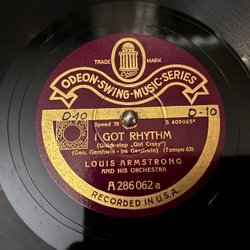 TRADE MARK
ODEON-SWING-MUSIC-SERIES
D-10 D-10
Speed 78 S 405065ª
I GOT RHYTHM
(Quick-step „Girl Crazy")
(Geo. Gershwin - Ira Gershwin) (Tempo 63)
LOUIS ARMSTRONG
AND HIS ORCHESTRA
A 286062 a
RECORDED IN U.S.A.